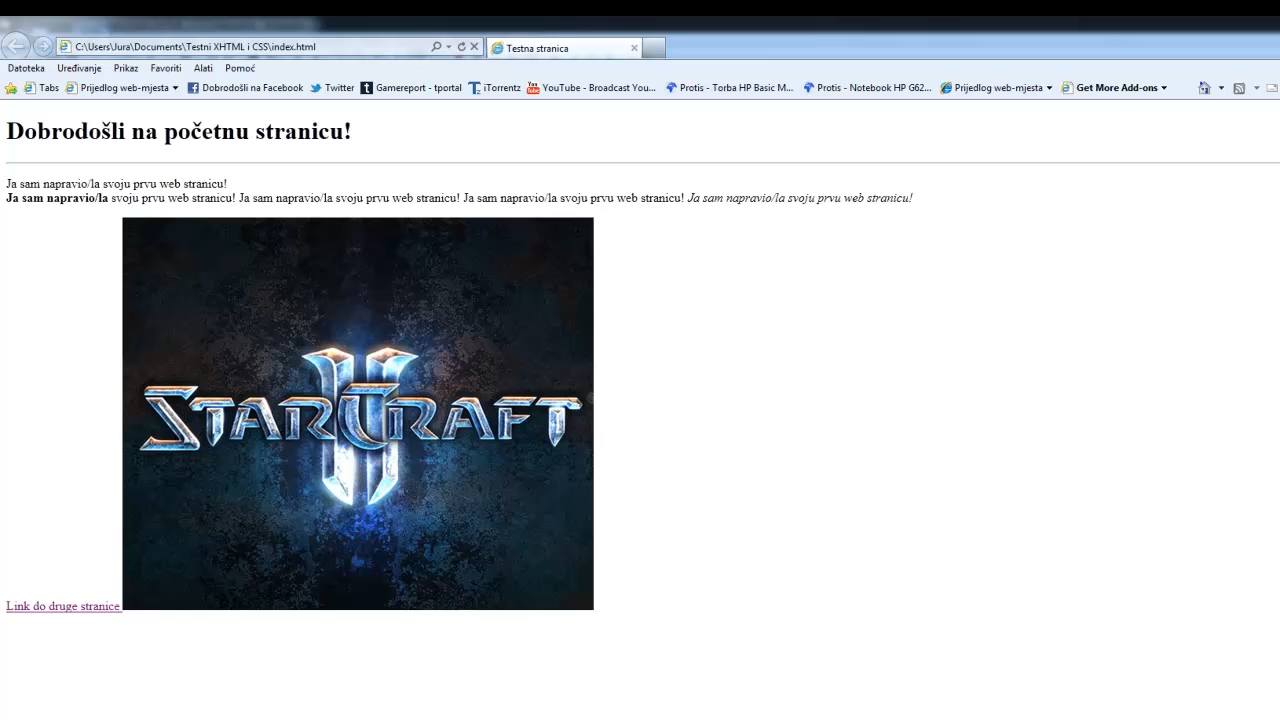 C:\Users\Jura\Documents\Testni XHTML i CSS\index.html
Testna stranica
Datoteka Uređivanje Prikaz Favoriti Alati Pomoć
Tabs Prijedlog web-mjesta Dobrodošli na Facebook Twitter Gamereport - tportal iTorrentz YouTube - Broadcast You... Protis - Torba HP Basic M... Protis - Notebook HP G62... Prijedlog web-mjesta Get More Add-ons
Dobrodošli na početnu stranicu!
Ja sam napravio/la svoju prvu web stranicu!
Ja sam napravio/la svoju prvu web stranicu! Ja sam napravio/la svoju prvu web stranicu! Ja sam napravio/la svoju prvu web stranicu! Ja sam napravio/la svoju prvu web stranicu!
STARCRAFT
II
Link do druge stranice